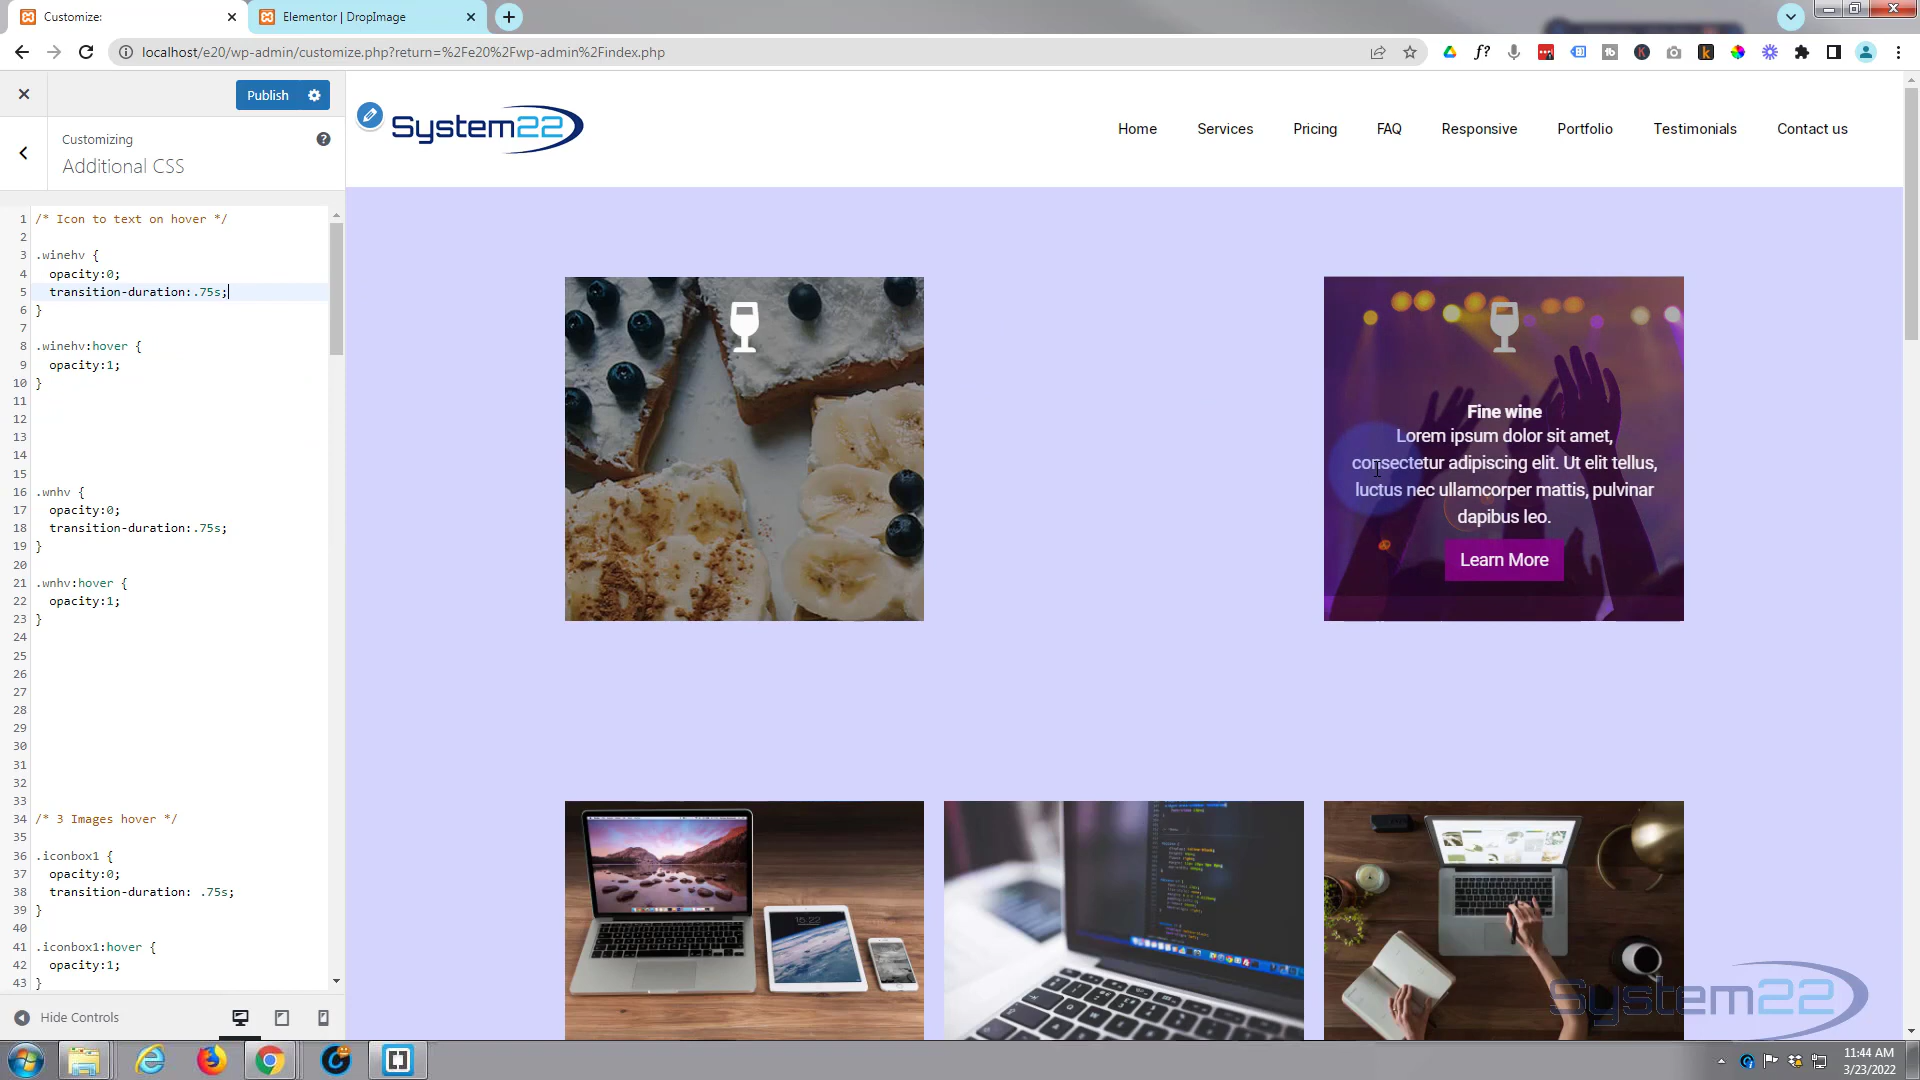 Customize:
Elementor | DropImage
localhost/e20/wp-admin/customize.php?return=%2Fe20%2Fwp-admin%2Findex.php
Publish
Customizing
Additional CSS
System22
Home Services Pricing FAQ Responsive Portfolio Testimonials Contact us
1 /* Icon to text on hover */
2
3 .winehv {
4 opacity:0;
5 transition-duration:.75s;
6 }
7
8 .winehv:hover {
9 opacity:1;
10 }
11
12
13
14
15
16 .wnhv {
17 opacity:0;
18 transition-duration:.75s;
19 }
20
21 .wnhv:hover {
22 opacity:1;
23 }
24
25
26
27
28
29
30
31
32
33
34 /* 3 Images hover */
35
36 .iconbox1 {
37 opacity:0;
38 transition-duration: .75s;
39 }
40
41 .iconbox1:hover {
42 opacity:1;
43 }
Hide Controls
Fine wine
Lorem ipsum dolor sit amet,
consectetur adipiscing elit. Ut elit tellus,
luctus nec ullamcorper mattis, pulvinar
dapibus leo.
Learn More
System22
11:44 AM
3/23/2022